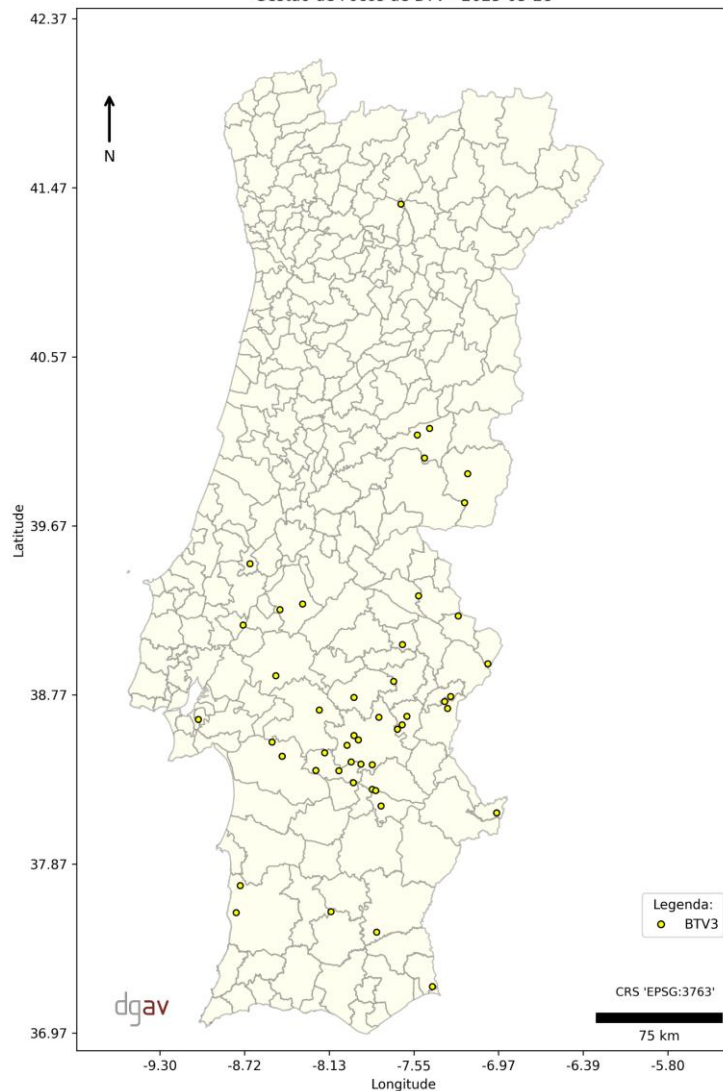 42.37
41.47
40.57
39.67
38.77
37.87
36.97
Latitude
N
Legenda:
BTV3
CRS 'EPSG:3763'
75 km
dgav
-9.30 -8.72 -8.13 -7.55 -6.97 -6.39 -5.80
Longitude